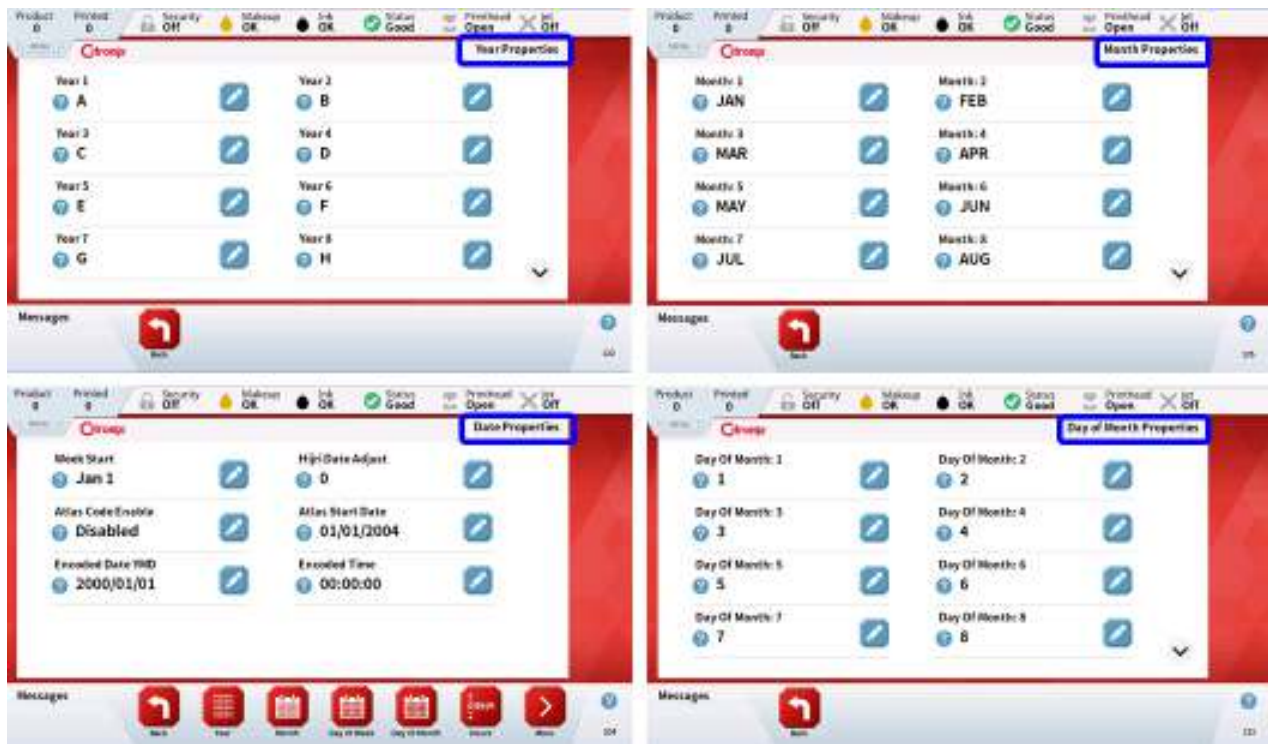 Product Printed Security Makeup Ink Status Printhead Jet
0 0 Off OK OK Good Open Off
Citronix Year Properties
Year 1 Year 2
A B
Year 3 Year 4
C D
Year 5 Year 6
E F
Year 7 Year 8
G H
Messages
Back
Product Printed Security Makeup Ink Status Printhead Jet
0 0 Off OK OK Good Open Off
Citronix Month Properties
Month: 1 Month: 2
JAN FEB
Month: 3 Month: 4
MAR APR
Month: 5 Month: 6
MAY JUN
Month: 7 Month: 8
JUL AUG
Messages
Back
Product Printed Security Makeup Ink Status Printhead Jet
0 0 Off OK OK Good Open Off
Citronix Date Properties
Week Start Hijri Date Adjust
Jan 1 0
Atlas Code Enable Atlas Start Date
Disabled 01/01/2004
Encoded Date YMD Encoded Time
2000/01/01 00:00:00
Messages
Back Year Month Day of Week Day of Month Hours More
Product Printed Security Makeup Ink Status Printhead Jet
0 0 Off OK OK Good Open Off
Citronix Day of Month Properties
Day Of Month: 1 Day Of Month: 2
1 2
Day Of Month: 3 Day Of Month: 4
3 4
Day Of Month: 5 Day Of Month: 6
5 6
Day Of Month: 7 Day Of Month: 8
7 8
Messages
Back